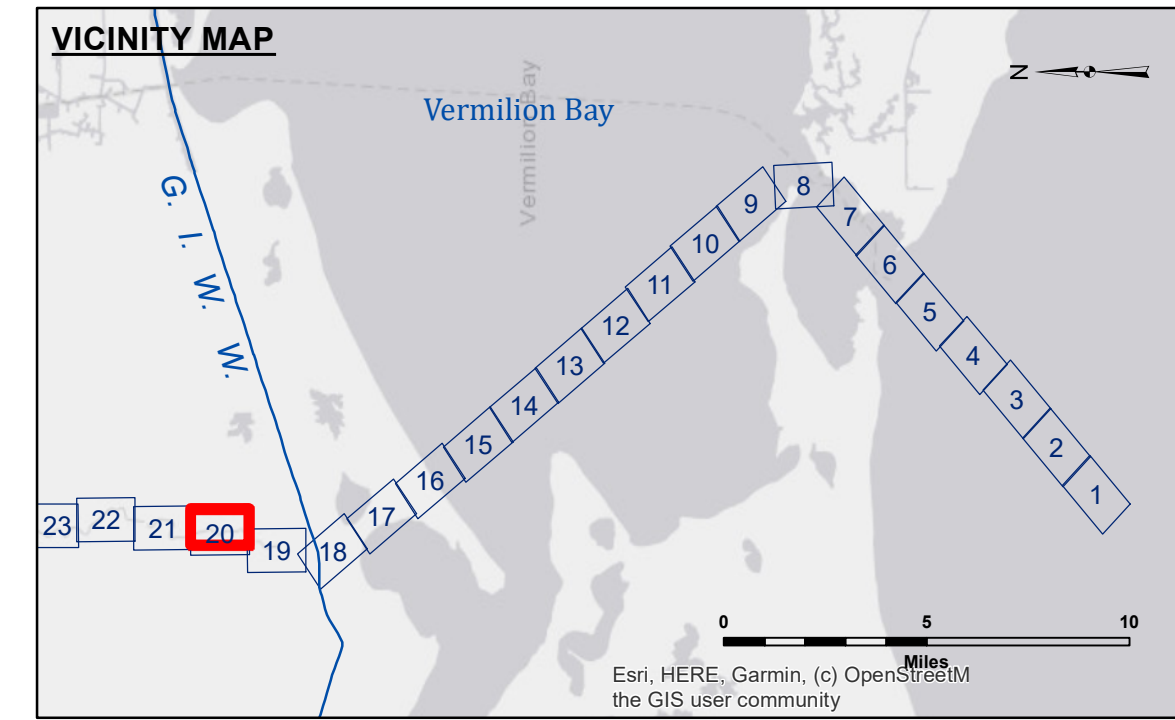 VICINITY MAP
N
Vermilion Bay
Vermilion Bay
G. I. W. W.
8
9
7
10
6
11
5
12
4
13
3
14
2
15
16
1
17
23
22
21
20
19
18
0 5 10
Miles
Esri, HERE, Garmin, (c) OpenStreetM
the GIS user community